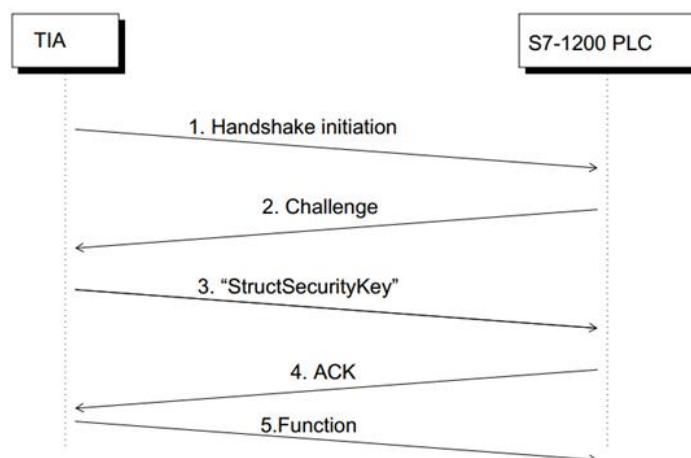 TIA
S7-1200 PLC
1. Handshake initiation
2. Challenge
3. “StructSecurityKey”
4. ACK
5.Function